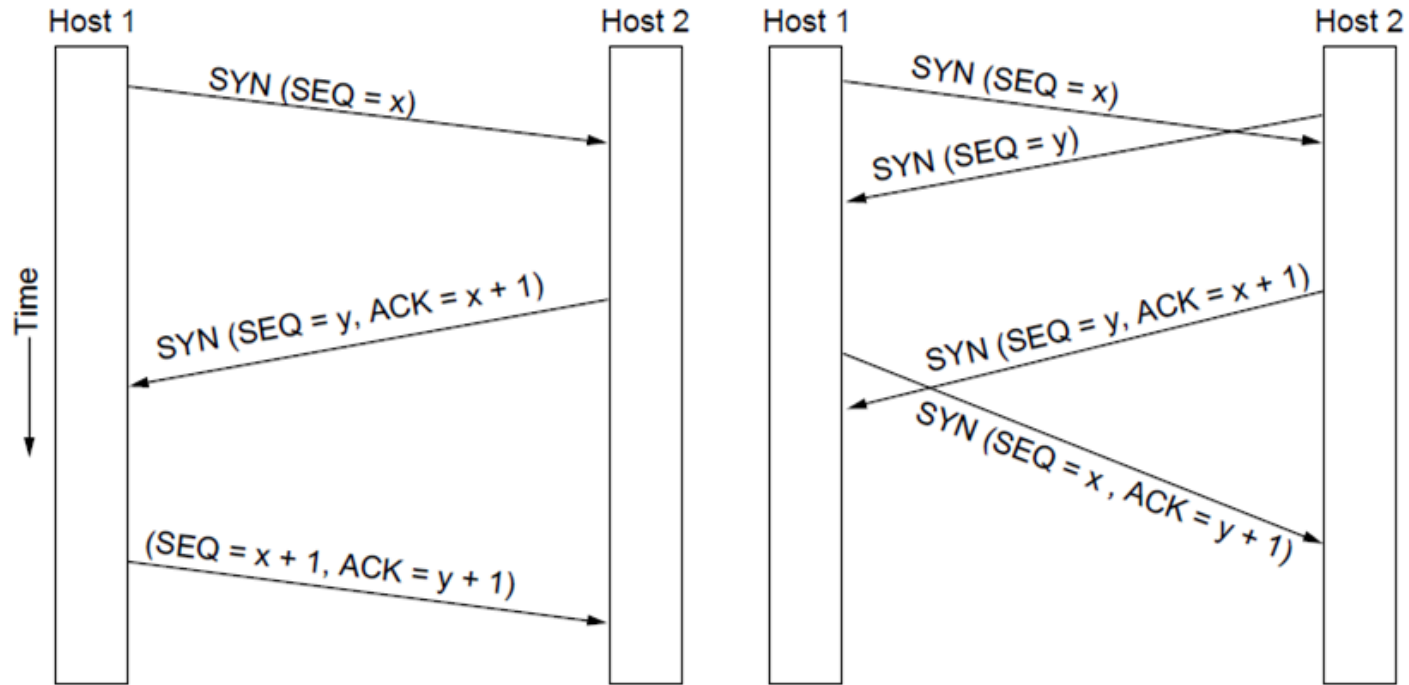 Host 1
Host 2
SYN (SEQ = x)
SYN (SEQ = y, ACK = x + 1)
(SEQ = x + 1, ACK = y + 1)
Time
Host 1
Host 2
SYN (SEQ = x)
SYN (SEQ = y)
SYN (SEQ = y, ACK = x + 1)
SYN (SEQ = x , ACK = y + 1)